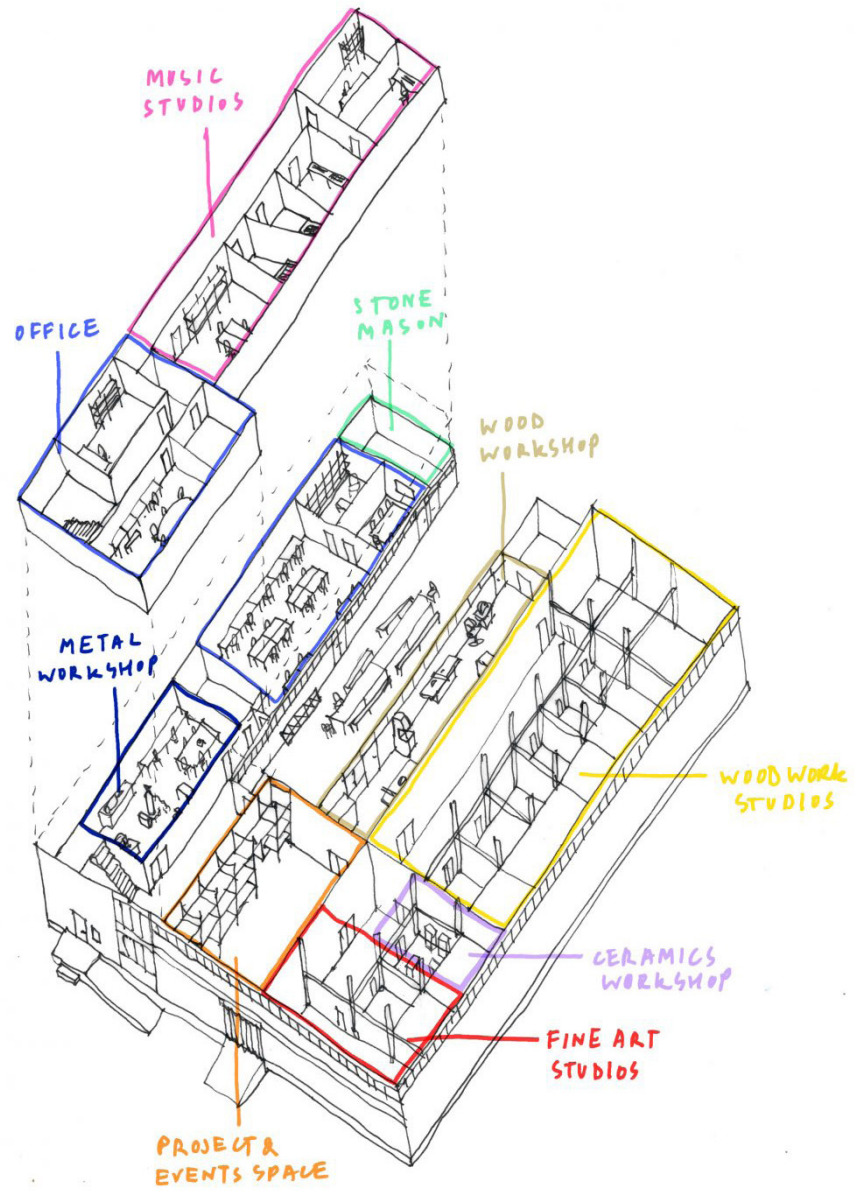 MUSIC
STUDIOS
OFFICE
STONE
MASON
WOOD
WORKSHOP
METAL
WORKSHOP
WOODWORK
STUDIOS
CERAMICS
WORKSHOP
FINE ART
STUDIOS
PROJECT &
EVENTS SPACE